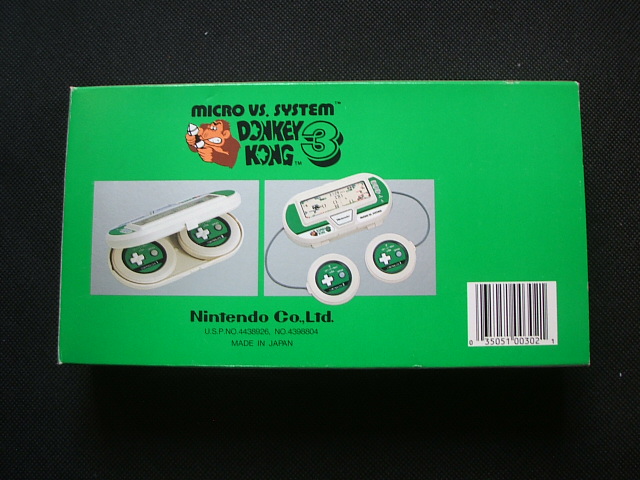 MICRO VS. SYSTEM™
DONKEY
KONG™ 3
Nintendo Co.,Ltd.
U.S.P.NO.4438926, NO.4398804
MADE IN JAPAN
0 35051 00302 1